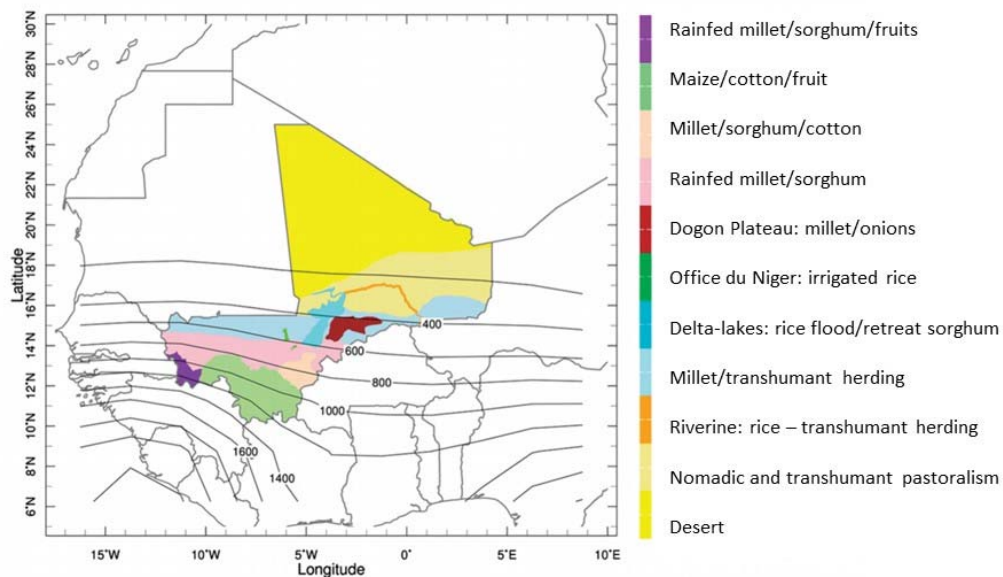 30°N
28°N
26°N
24°N
22°N
20°N
18°N
16°N
14°N
12°N
10°N
8°N
6°N
Latitude
400
600
800
1000
1600
1400
15°W
10°W
5°W
0°
5°E
10°E
Longitude
Rainfed millet/sorghum/fruits
Maize/cotton/fruit
Millet/sorghum/cotton
Rainfed millet/sorghum
Dogon Plateau: millet/onions
Office du Niger: irrigated rice
Delta-lakes: rice flood/retreat sorghum
Millet/transhumant herding
Riverine: rice – transhumant herding
Nomadic and transhumant pastoralism
Desert